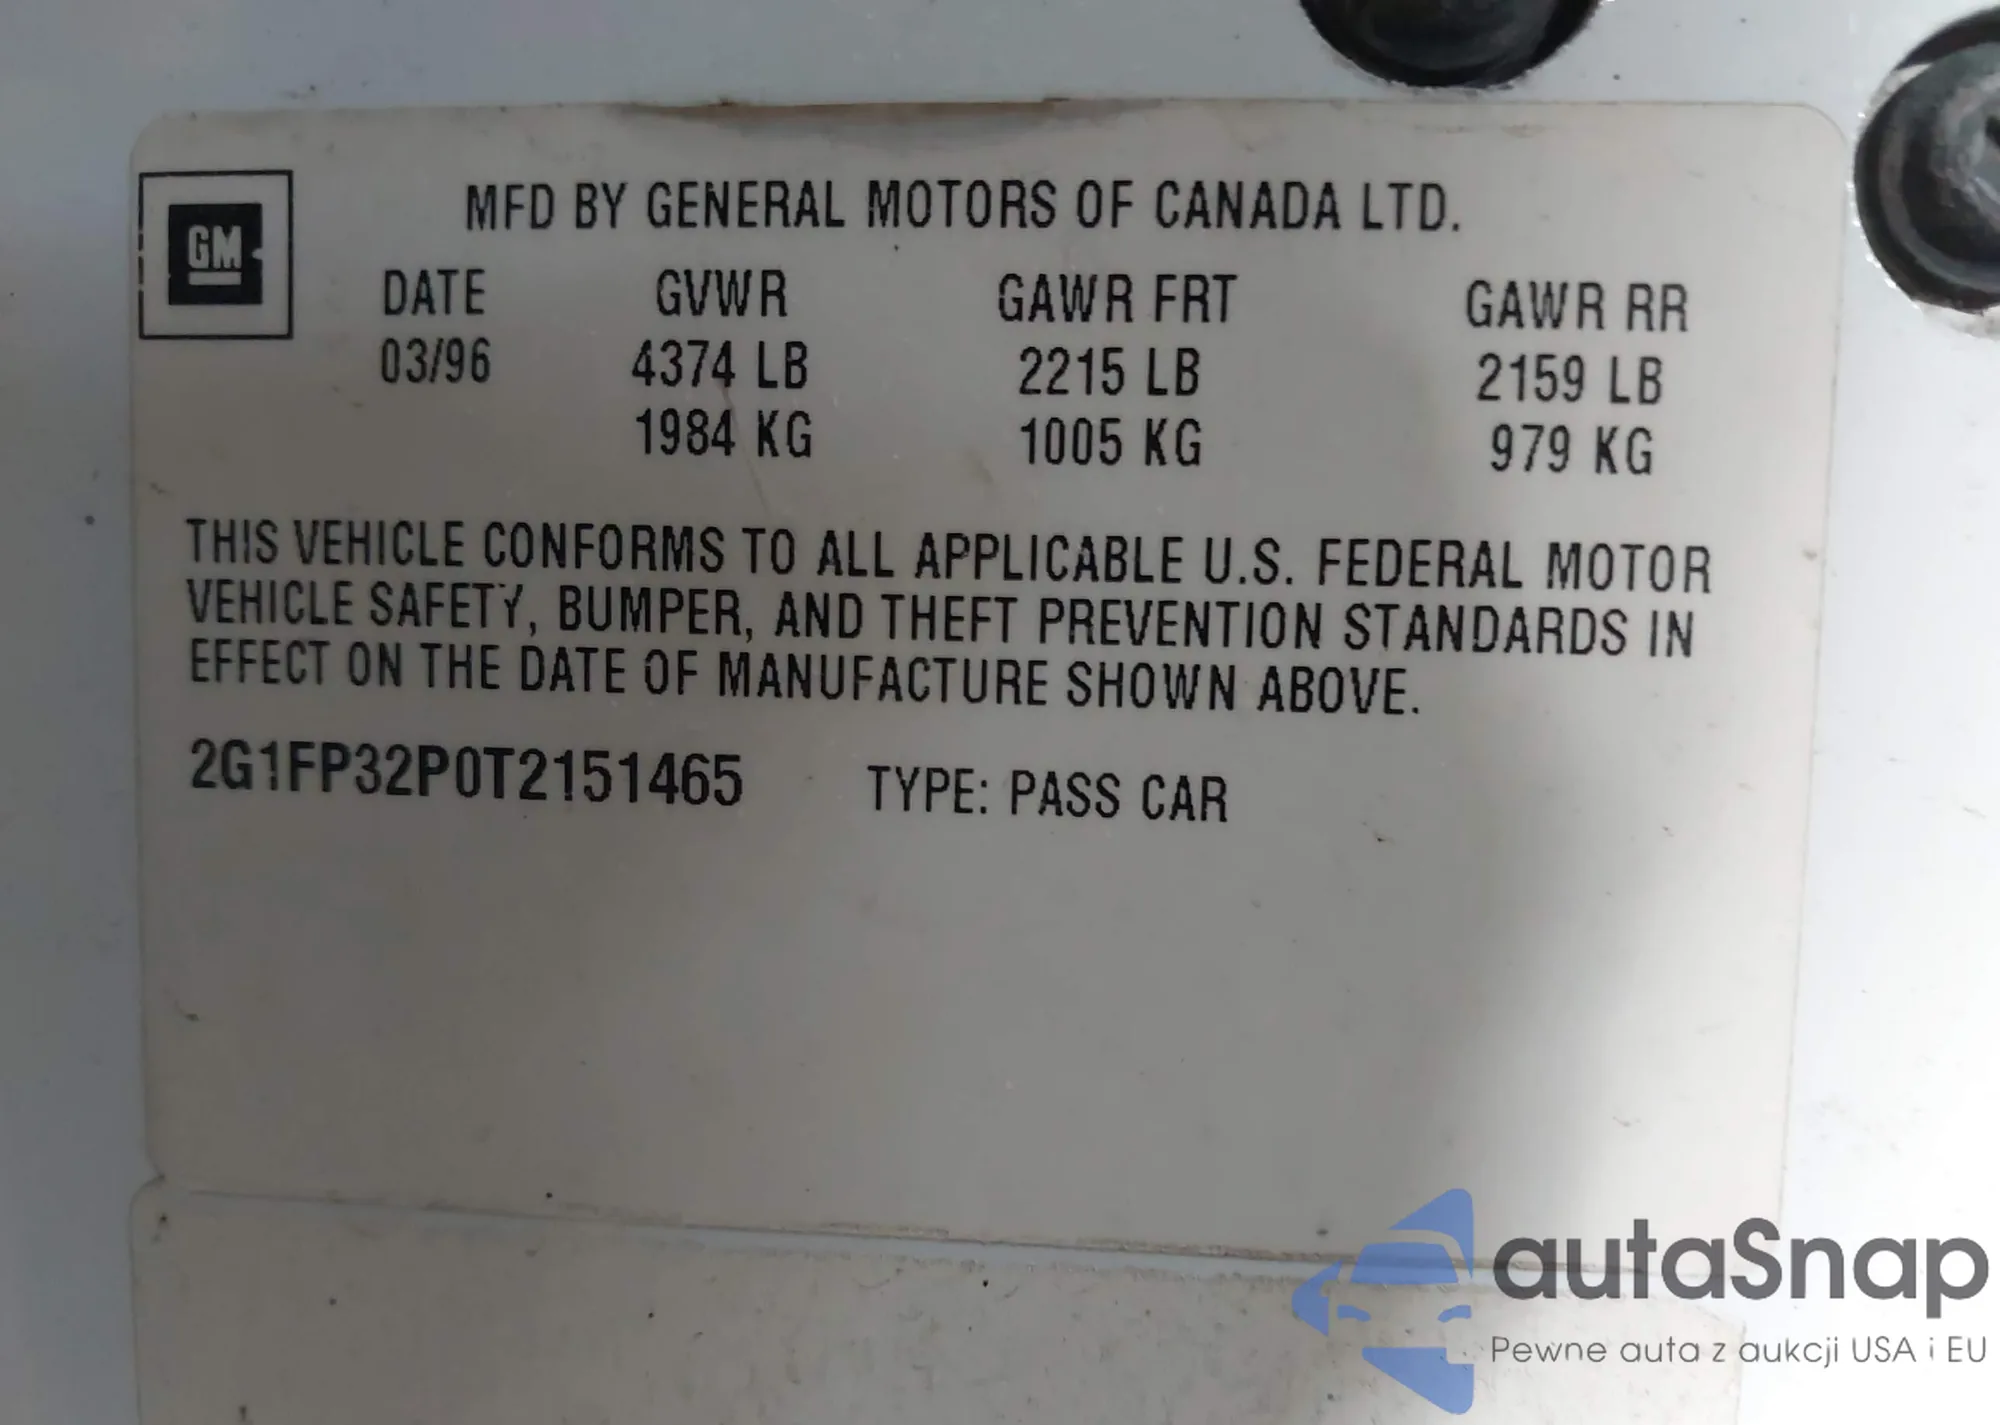 GM
MFD BY GENERAL MOTORS OF CANADA LTD.
DATE GVWR GAWR FRT GAWR RR
03/96 4374 LB 2215 LB 2159 LB
1984 KG 1005 KG 979 KG
THIS VEHICLE CONFORMS TO ALL APPLICABLE U.S. FEDERAL MOTOR
VEHICLE SAFETY, BUMPER, AND THEFT PREVENTION STANDARDS IN
EFFECT ON THE DATE OF MANUFACTURE SHOWN ABOVE.
2G1FP32P0T2151465 TYPE: PASS CAR
autaSnap
Pewne auta z aukcji USA i EU